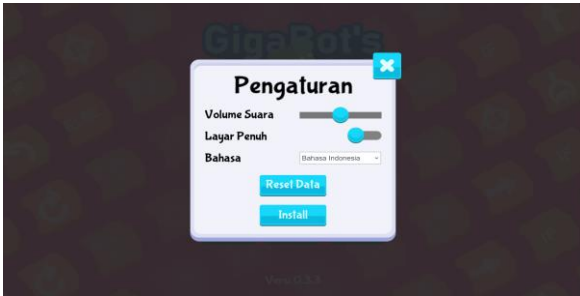 GigaBot's
Pengaturan
Volume Suara
Layar Penuh
Bahasa
Bahasa Indonesia
Reset Data
Install